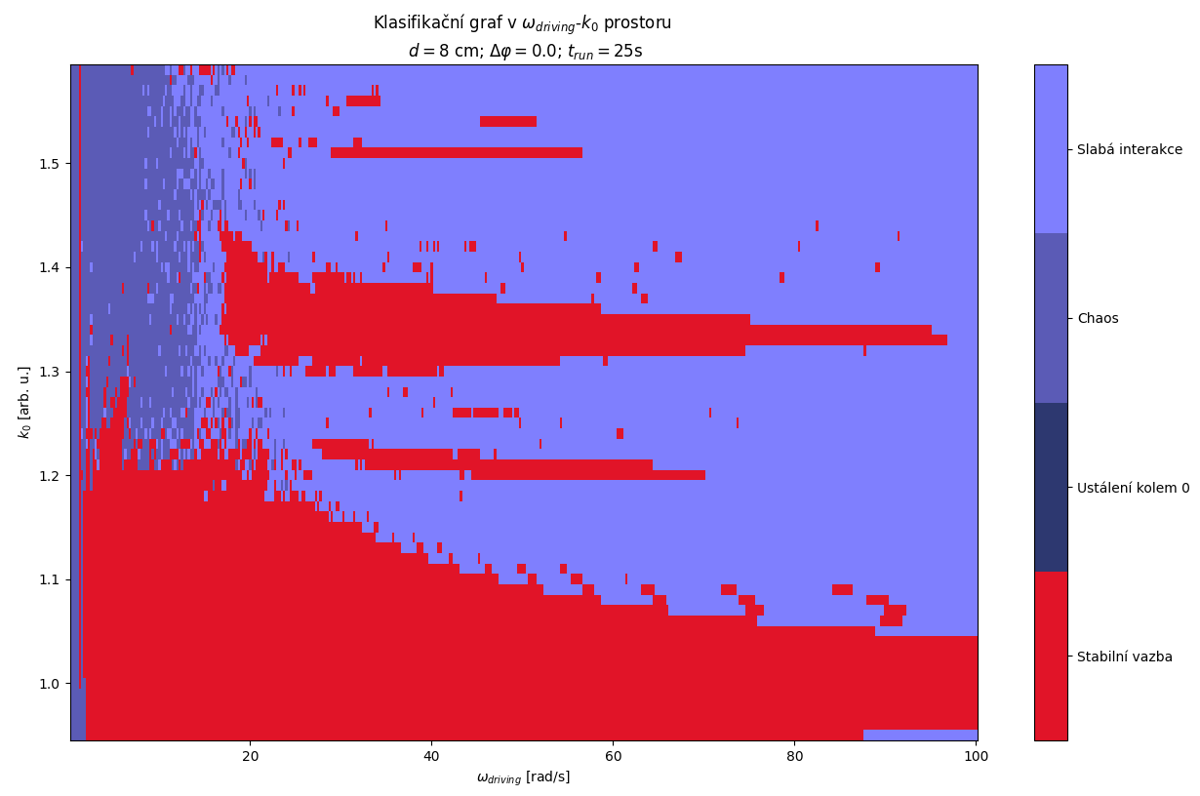 Klasifikační graf v ω_driving-k_0 prostoru
d = 8 cm; Δφ = 0.0; t_run = 25s
1.5
1.4
1.3
1.2
1.1
1.0
k_0 [arb. u.]
20
40
60
80
100
ω_driving [rad/s]
Slabá interakce
Chaos
Ustálení kolem 0
Stabilní vazba